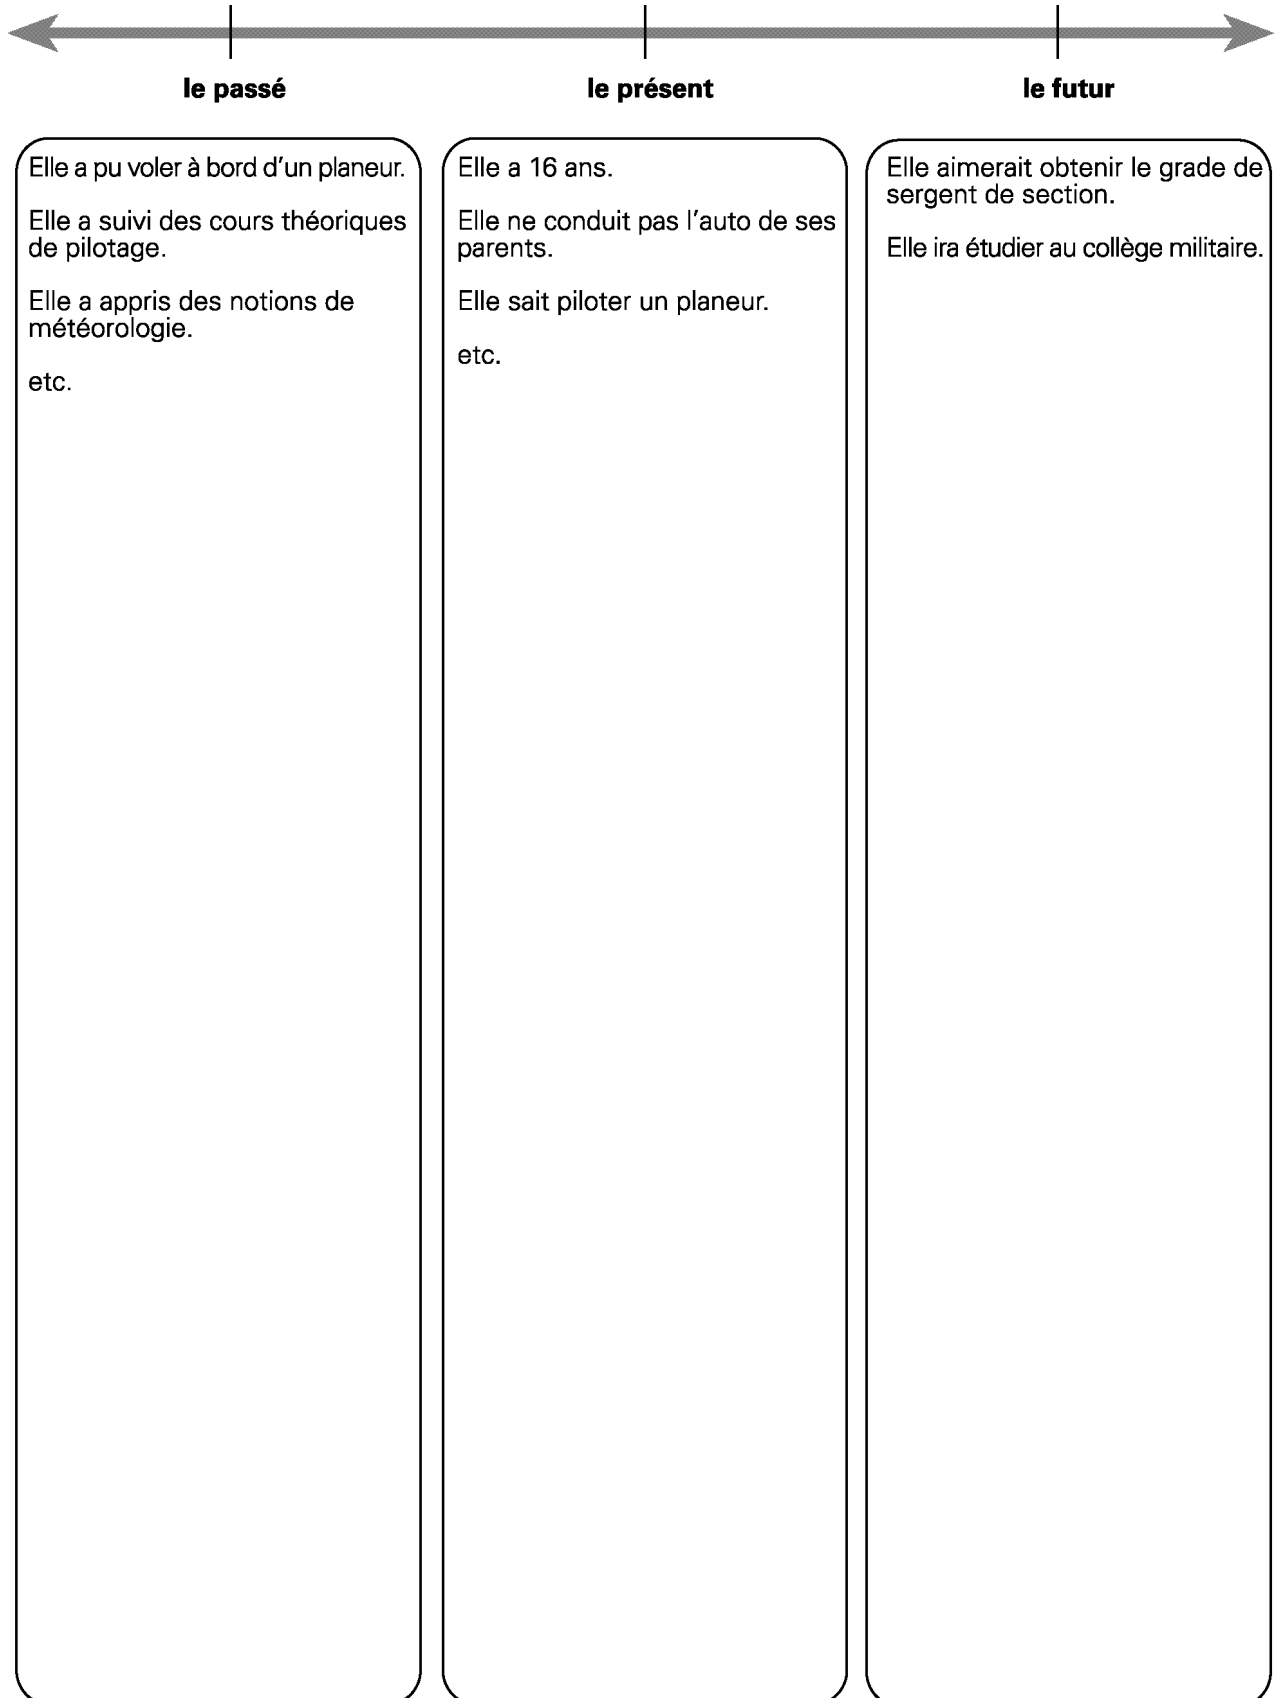 le passé
le présent
le futur
Elle a pu voler à bord d'un planeur.
Elle a suivi des cours théoriques
de pilotage.
Elle a appris des notions de
météorologie.
etc.
Elle a 16 ans.
Elle ne conduit pas l'auto de ses
parents.
Elle sait piloter un planeur.
etc.
Elle aimerait obtenir le grade de
sergent de section.
Elle ira étudier au collège militaire.